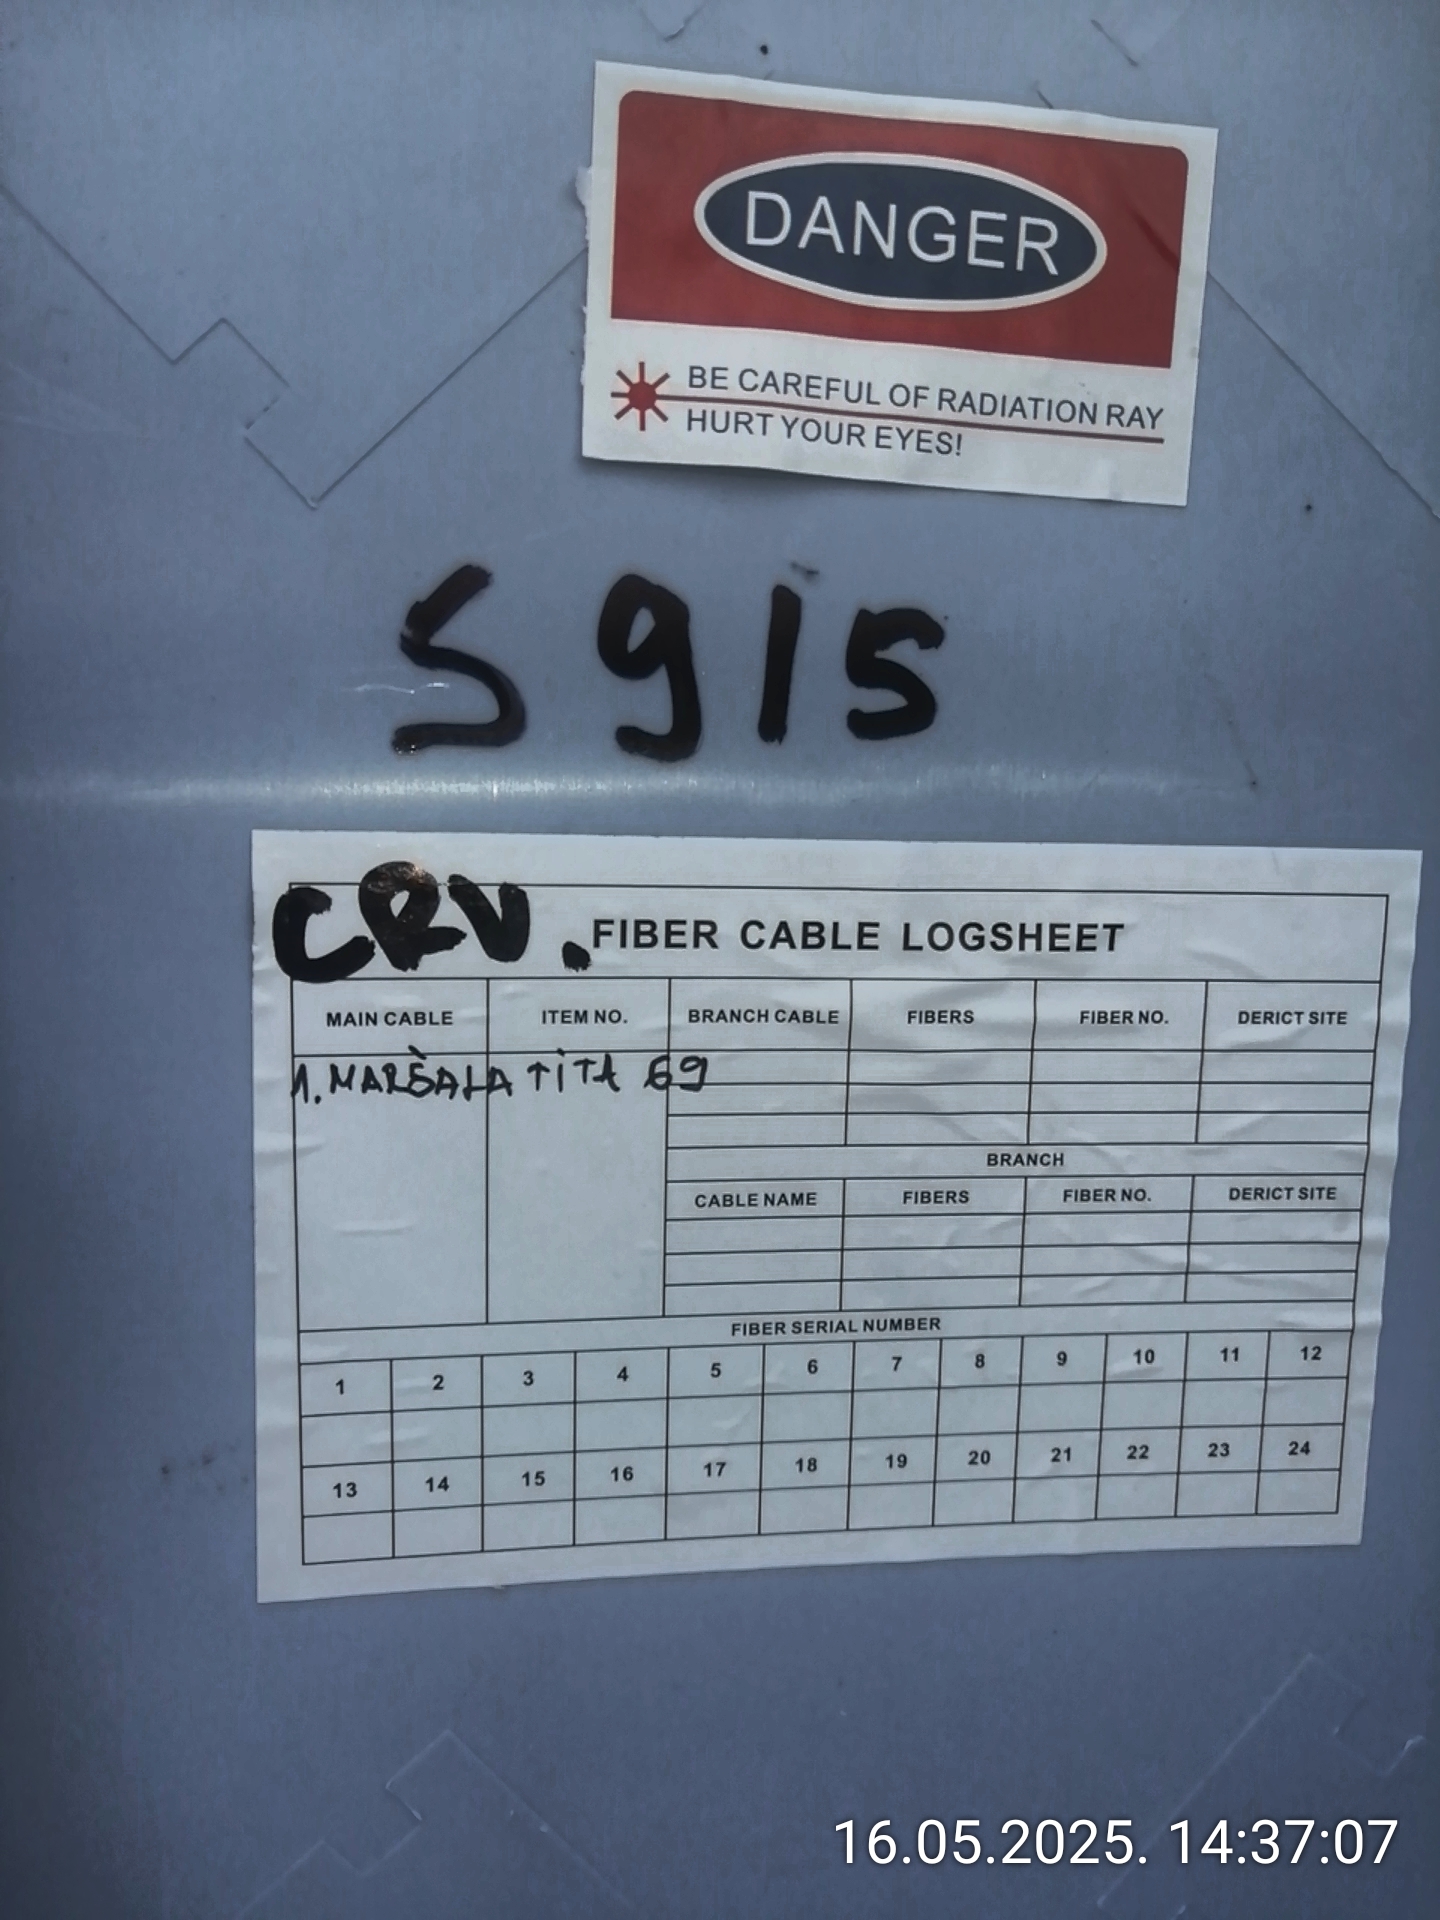 DANGER
BE CAREFUL OF RADIATION RAY
HURT YOUR EYES!
S 915
CRV.
FIBER CABLE LOGSHEET
MAIN CABLE ITEM NO. BRANCH CABLE FIBERS FIBER NO. DERICT SITE
1. MARŠALA TITA 69
BRANCH
CABLE NAME FIBERS FIBER NO. DERICT SITE
FIBER SERIAL NUMBER
1 2 3 4 5 6 7 8 9 10 11 12
13 14 15 16 17 18 19 20 21 22 23 24
16.05.2025. 14:37:07